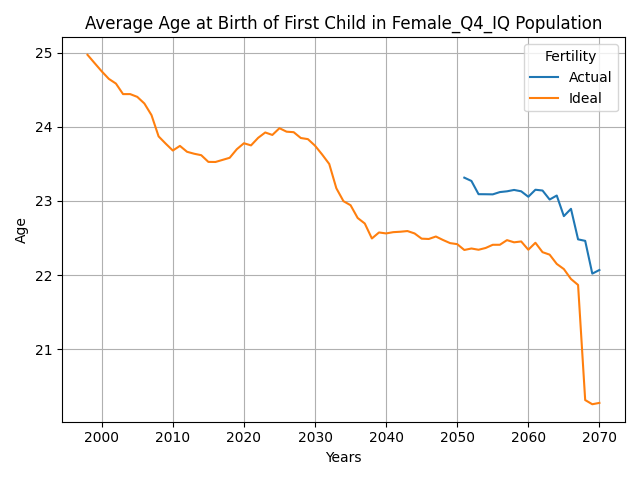 Average Age at Birth of First Child in Female_Q4_IQ Population
Fertility
Actual
Ideal
Age
25
24
23
22
21
2000 2010 2020 2030 2040 2050 2060 2070
Years